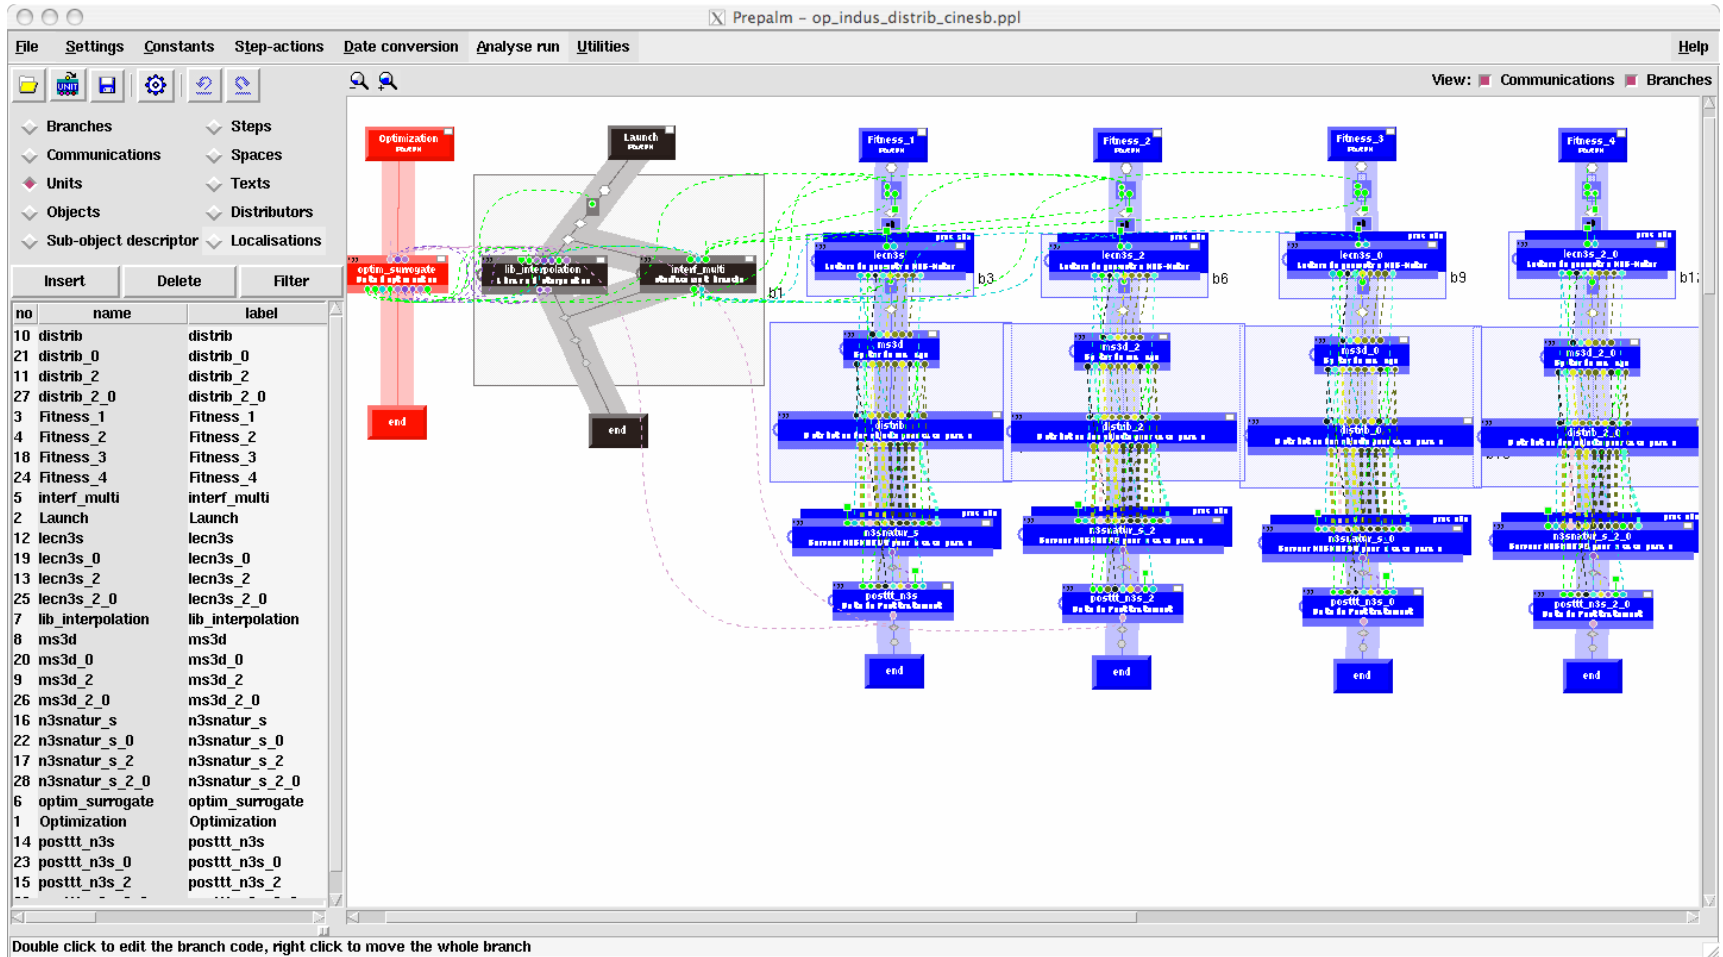 Prepalm – op_indus_distrib_cinesb.ppl
File Settings Constants Step-actions Date conversion Analyse run Utilities Help
UNIT
View: Communications Branches
Branches Steps
Communications Spaces
Units Texts
Objects Distributors
Sub-object descriptor Localisations
Insert Delete Filter
no name label
10 distrib distrib
21 distrib_0 distrib_0
11 distrib_2 distrib_2
27 distrib_2_0 distrib_2_0
3 Fitness_1 Fitness_1
4 Fitness_2 Fitness_2
18 Fitness_3 Fitness_3
24 Fitness_4 Fitness_4
5 interf_multi interf_multi
2 Launch Launch
12 lecn3s lecn3s
19 lecn3s_0 lecn3s_0
13 lecn3s_2 lecn3s_2
25 lecn3s_2_0 lecn3s_2_0
7 lib_interpolation lib_interpolation
8 ms3d ms3d
20 ms3d_0 ms3d_0
9 ms3d_2 ms3d_2
26 ms3d_2_0 ms3d_2_0
16 n3snatur_s n3snatur_s
22 n3snatur_s_0 n3snatur_s_0
17 n3snatur_s_2 n3snatur_s_2
28 n3snatur_s_2_0 n3snatur_s_2_0
6 optim_surrogate optim_surrogate
1 Optimization Optimization
14 posttt_n3s posttt_n3s
23 posttt_n3s_0 posttt_n3s_0
15 posttt_n3s_2 posttt_n3s_2
Optimization
Launch
Fitness_1
Fitness_2
Fitness_3
Fitness_4
optim_surrogate
lib_interpolation
interf_multi
b1
lecn3s
b3
lecn3s_2
b6
lecn3s_0
b9
lecn3s_2_0
ms3d
ms3d_2
ms3d_0
ms3d_2_0
end
end
distrib
distrib_2
distrib_0
distrib_2_0
n3snatur_s
n3snatur_s_2
n3snatur_s_0
n3snatur_s_2_0
posttt_n3s
posttt_n3s_2
posttt_n3s_0
posttt_n3s_2_0
end
end
end
end
Double click to edit the branch code, right click to move the whole branch